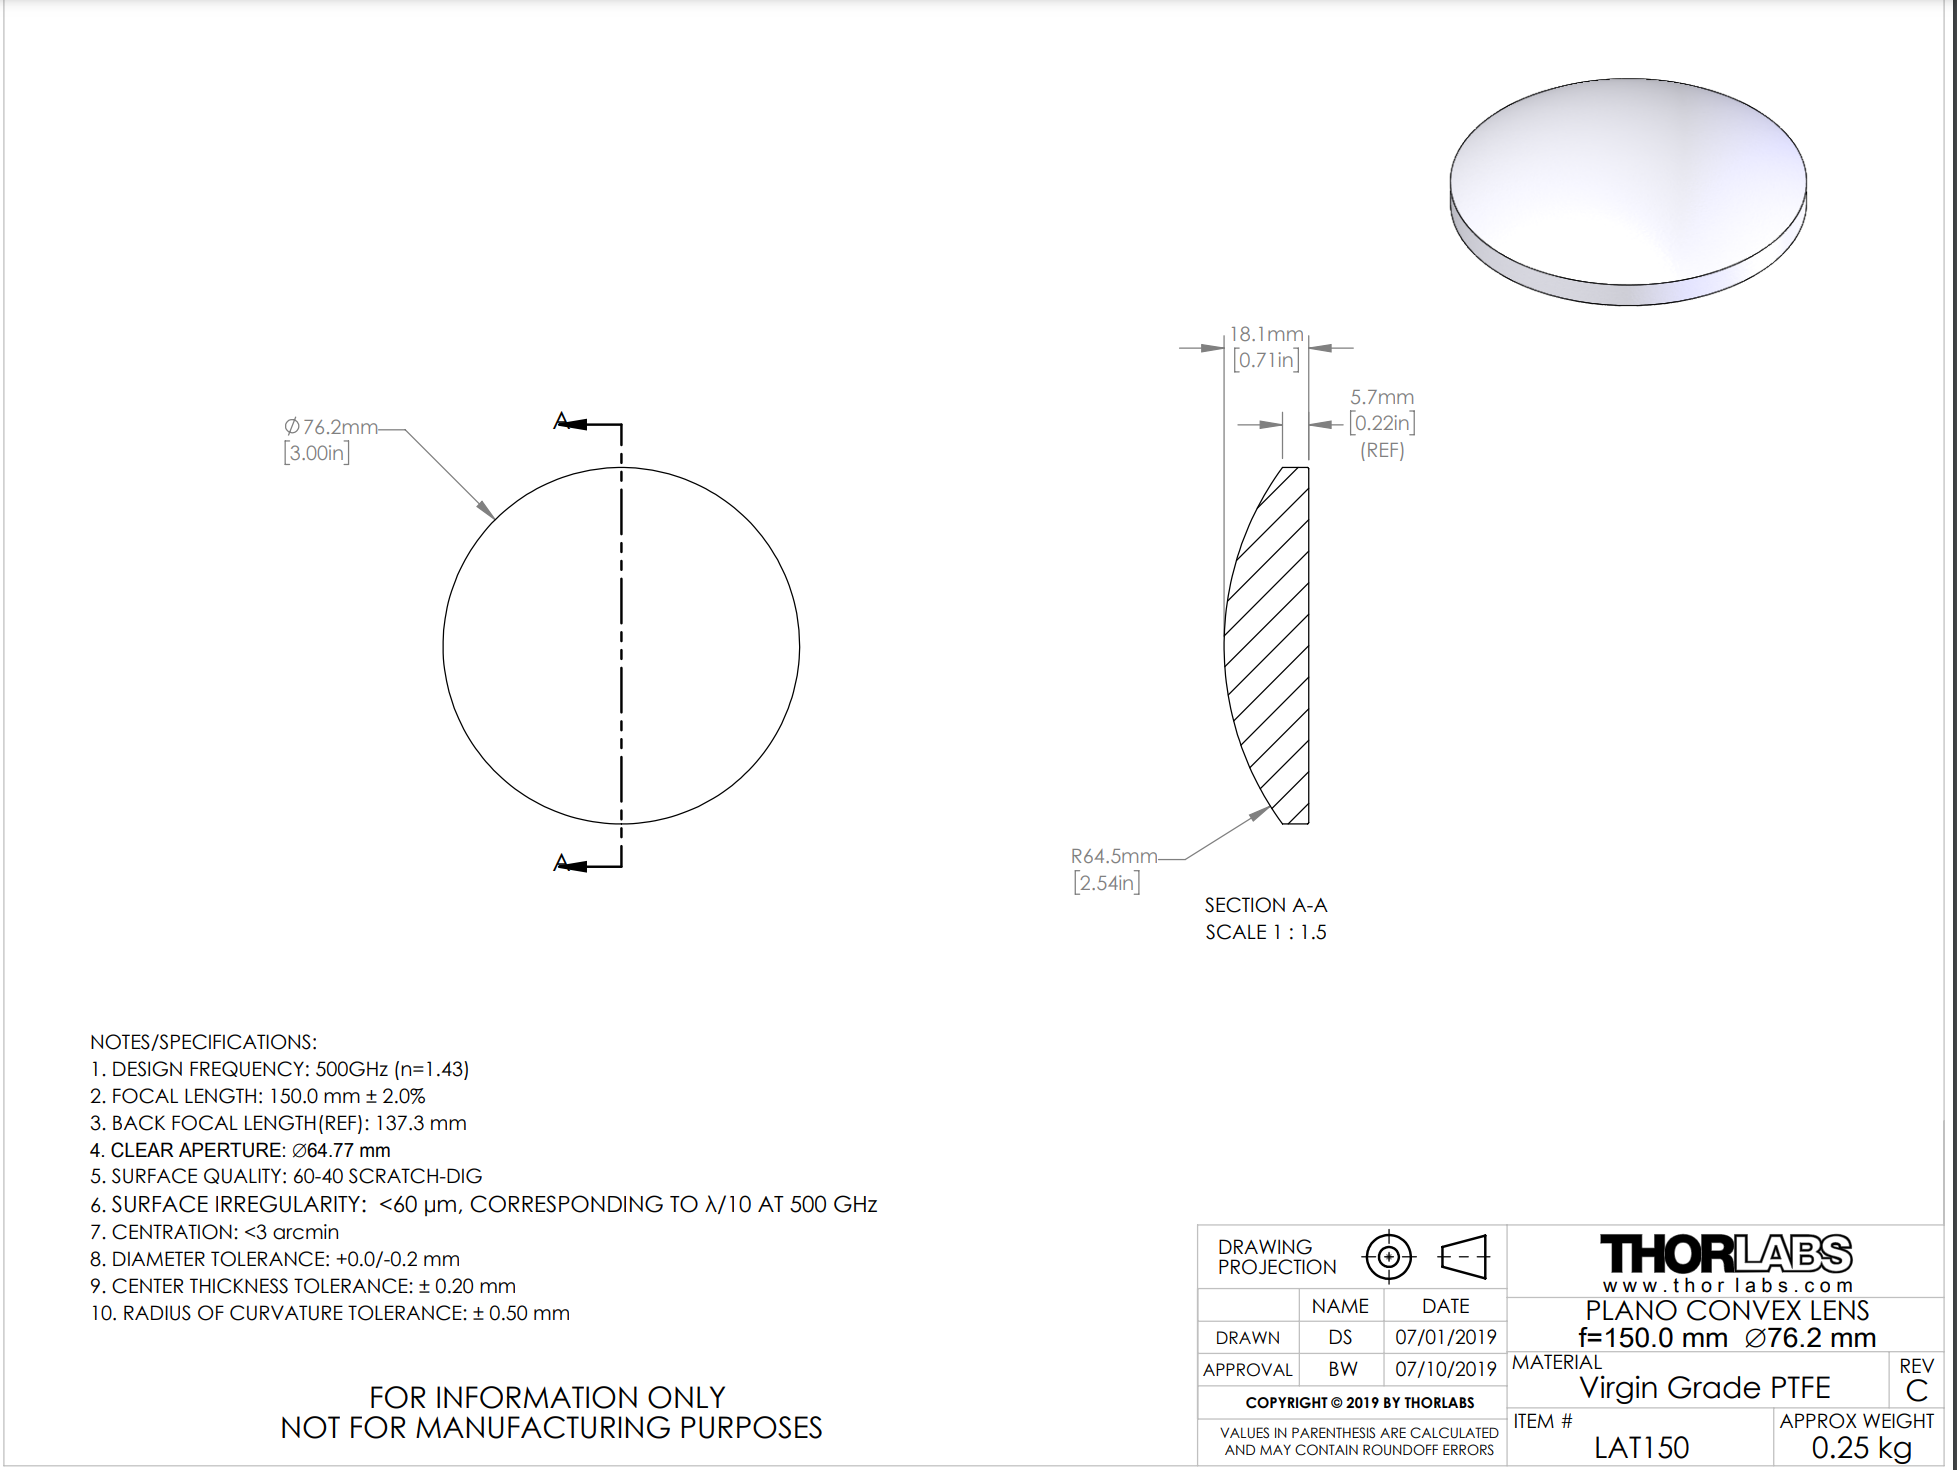 18.1mm
[0.71in]
5.7mm
[0.22in]
(REF)
Ø76.2mm
[3.00in]
A
A
R64.5mm
[2.54in]
SECTION A-A
SCALE 1 : 1.5
NOTES/SPECIFICATIONS:
1. DESIGN FREQUENCY: 500GHz (n=1.43)
2. FOCAL LENGTH: 150.0 mm ± 2.0%
3. BACK FOCAL LENGTH(REF): 137.3 mm
4. CLEAR APERTURE: Ø64.77 mm
5. SURFACE QUALITY: 60-40 SCRATCH-DIG
6. SURFACE IRREGULARITY: <60 µm, CORRESPONDING TO λ/10 AT 500 GHz
7. CENTRATION: <3 arcmin
8. DIAMETER TOLERANCE: +0.0/-0.2 mm
9. CENTER THICKNESS TOLERANCE: ± 0.20 mm
10. RADIUS OF CURVATURE TOLERANCE: ± 0.50 mm
FOR INFORMATION ONLY
NOT FOR MANUFACTURING PURPOSES
DRAWING
PROJECTION
NAME DATE
DRAWN DS 07/01/2019
APPROVAL BW 07/10/2019
COPYRIGHT © 2019 BY THORLABS
VALUES IN PARENTHESIS ARE CALCULATED
AND MAY CONTAIN ROUNDOFF ERRORS
THORLABS
www.thorlabs.com
PLANO CONVEX LENS
f=150.0 mm Ø76.2 mm
MATERIAL
Virgin Grade PTFE
REV
C
ITEM #
LAT150
APPROX WEIGHT
0.25 kg